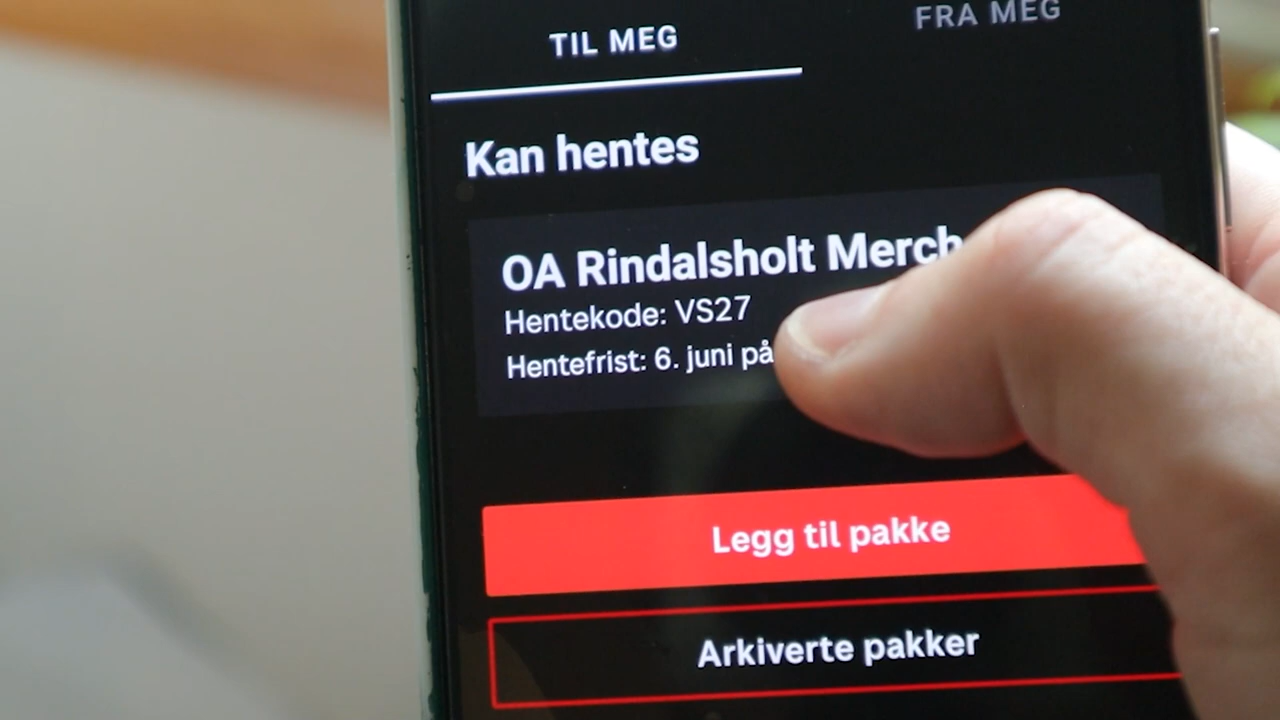 TIL MEG
FRA MEG
Kan hentes
OA Rindalsholt Merch
Hentekode: VS27
Hentefrist: 6. juni på
Legg til pakke
Arkiverte pakker